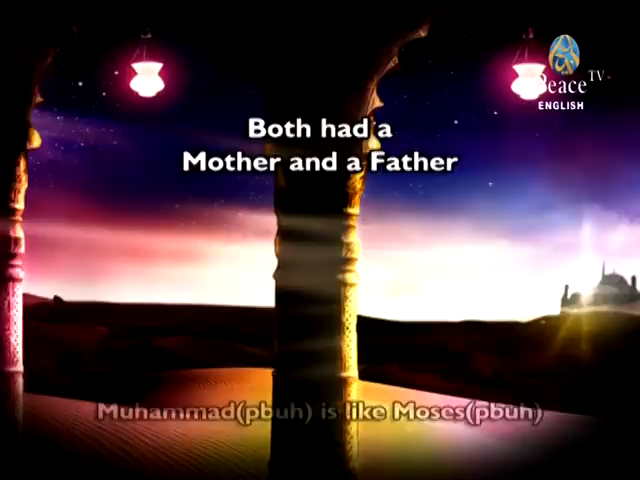 Peace TV
ENGLISH
Both had a
Mother and a Father
Muhammad(pbuh) is like Moses(pbuh)